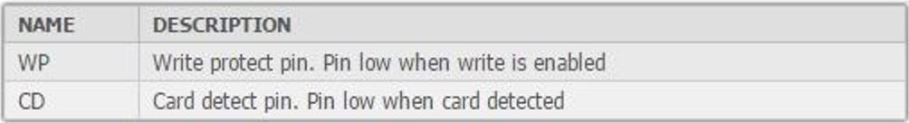 NAME DESCRIPTION
WP Write protect pin. Pin low when write is enabled
CD Card detect pin. Pin low when card detected